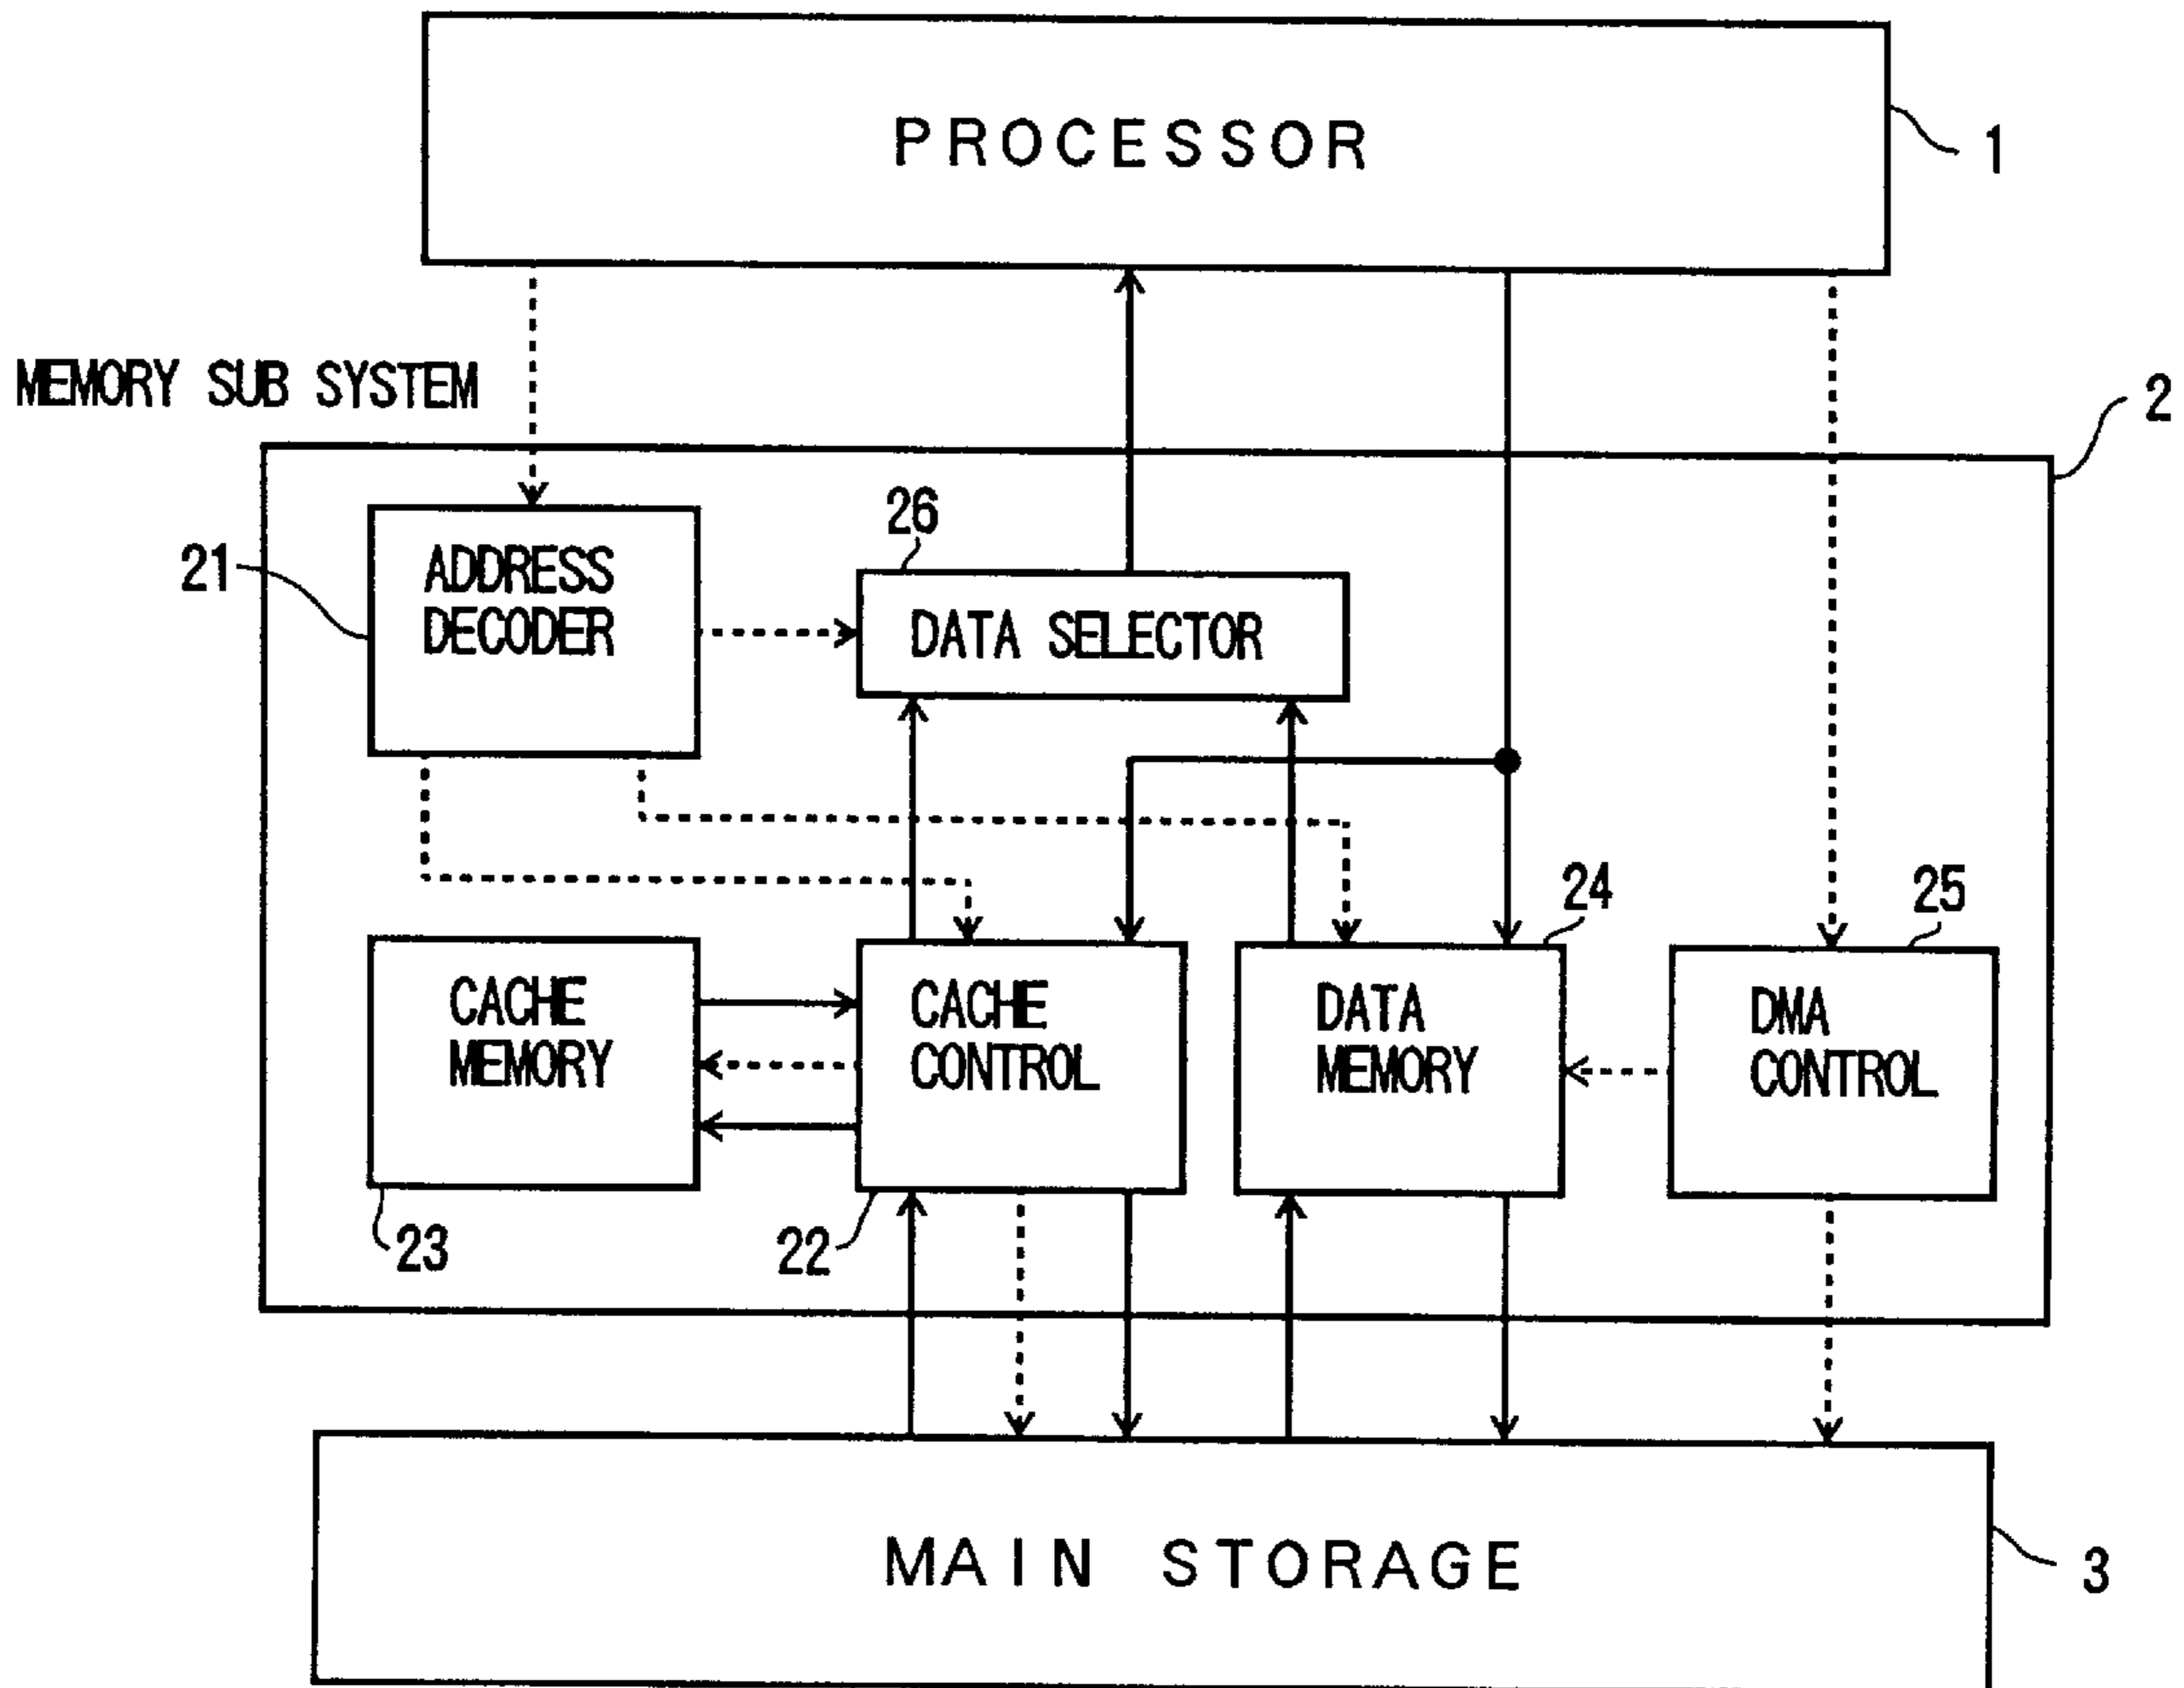 PROCESSOR
1
MEMORY SUB SYSTEM
2
21
ADDRESS
DECODER
26
DATA SELECTOR
24
25
CACHE
MEMORY
23
CACHE
CONTROL
22
DATA
MEMORY
DMA
CONTROL
MAIN STORAGE
3